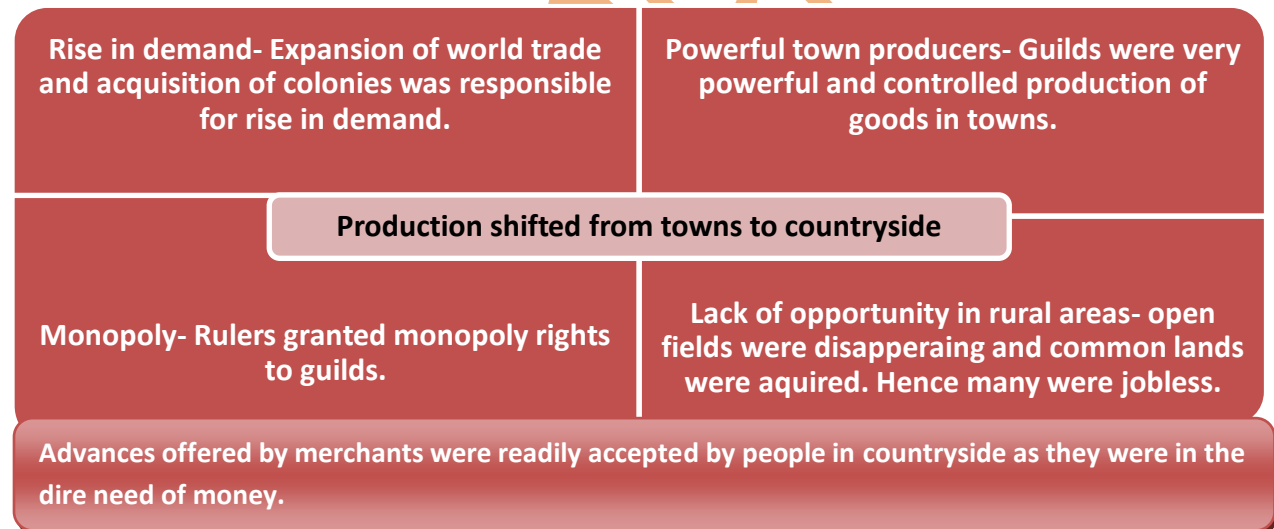 Rise in demand- Expansion of world trade
and acquisition of colonies was responsible
for rise in demand.
Powerful town producers- Guilds were very
powerful and controlled production of
goods in towns.
Production shifted from towns to countryside
Monopoly- Rulers granted monopoly rights
to guilds.
Lack of opportunity in rural areas- open
fields were disapperaing and common lands
were aquired. Hence many were jobless.
Advances offered by merchants were readily accepted by people in countryside as they were in the
dire need of money.